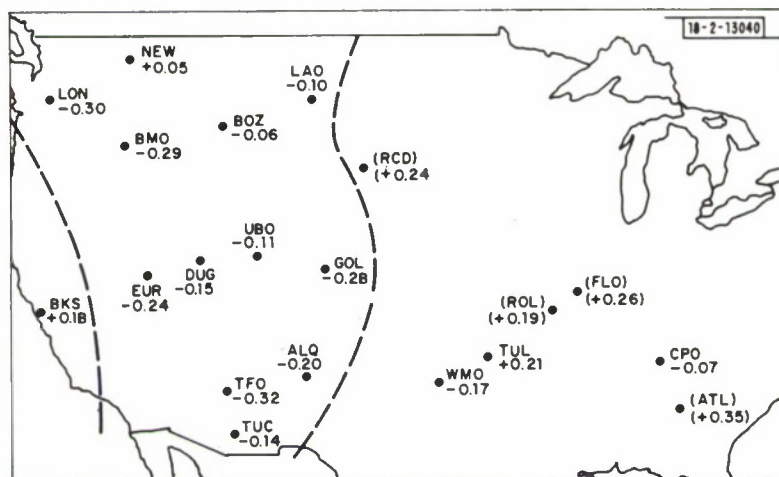 18-2-13040
NEW
+0.05
LON
-0.30
LAO
-0.10
BOZ
-0.06
BMO
-0.29
(RCD)
(+0.24
UBO
-0.11
DUG
-0.15
GOL
-0.28
EUR
-0.24
BKS
+0.18
(FLO)
(+0.26)
(ROL)
(+0.19)
ALQ
-0.20
TUL
+0.21
CPO
-0.07
WMO
-0.17
TFO
-0.32
(ATL)
(+0.35)
TUC
-0.14